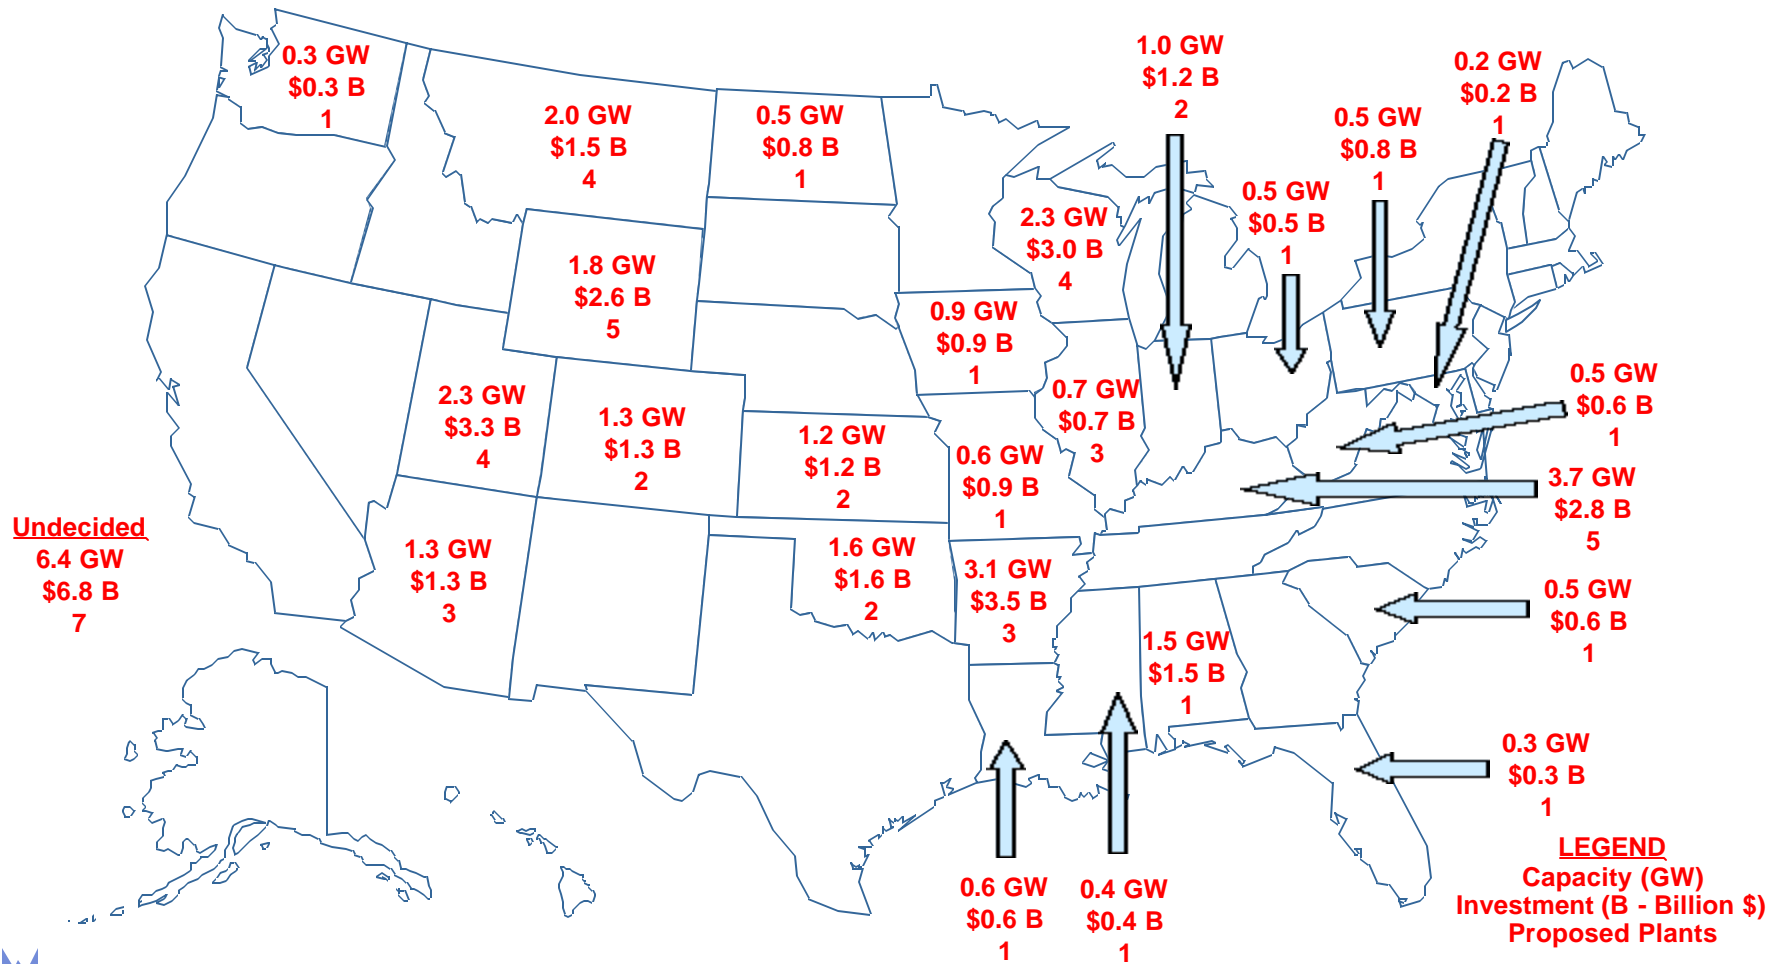 0.3 GW
$0.3 B
1
2.0 GW
$1.5 B
4
0.5 GW
$0.8 B
1
1.0 GW
$1.2 B
2
0.2 GW
$0.2 B
1
0.5 GW
$0.8 B
1
0.5 GW
$0.5 B
1
2.3 GW
$3.0 B
4
1.8 GW
$2.6 B
5
0.9 GW
$0.9 B
1
2.3 GW
$3.3 B
4
1.3 GW
$1.3 B
2
1.2 GW
$1.2 B
2
0.7 GW
$0.7 B
3
0.6 GW
$0.9 B
1
0.5 GW
$0.6 B
1
3.7 GW
$2.8 B
5
Undecided
6.4 GW
$6.8 B
7
1.3 GW
$1.3 B
3
1.6 GW
$1.6 B
2
3.1 GW
$3.5 B
3
1.5 GW
$1.5 B
1
0.5 GW
$0.6 B
1
0.3 GW
$0.3 B
1
0.6 GW
$0.6 B
1
0.4 GW
$0.4 B
1
LEGEND
Capacity (GW)
Investment (B - Billion $)
Proposed Plants